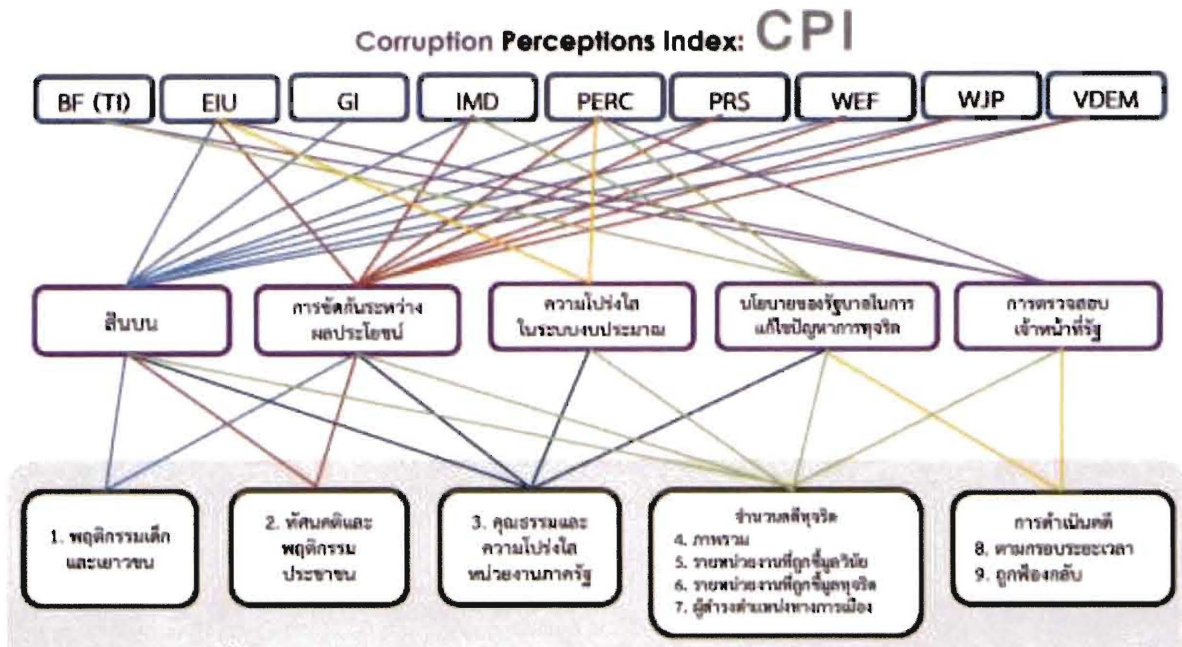 Corruption Perceptions Index: CPI
BF (TI) EIU GI IMD PERC PRS WEF WJP VDEM
สินบน
การขัดกันระหว่าง
ผลประโยชน์
ความโปร่งใส
ในระบบงบประมาณ
นโยบายของรัฐบาลในการ
แก้ไขปัญหาการทุจริต
การตรวจสอบ
เจ้าหน้าที่รัฐ
1. พฤติกรรมเด็ก
และเยาวชน
2. ทัศนคติและ
พฤติกรรม
ประชาชน
3. คุณธรรมและ
ความโปร่งใส
หน่วยงานภาครัฐ
จำนวนคดีทุจริต
4. ภาพรวม
5. รายหน่วยงานที่ถูกชี้มูลวินัย
6. รายหน่วยงานที่ถูกชี้มูลทุจริต
7. ผู้ดำรงตำแหน่งทางการเมือง
การดำเนินคดี
8. ตามกรอบระยะเวลา
9. ถูกฟ้องกลับ